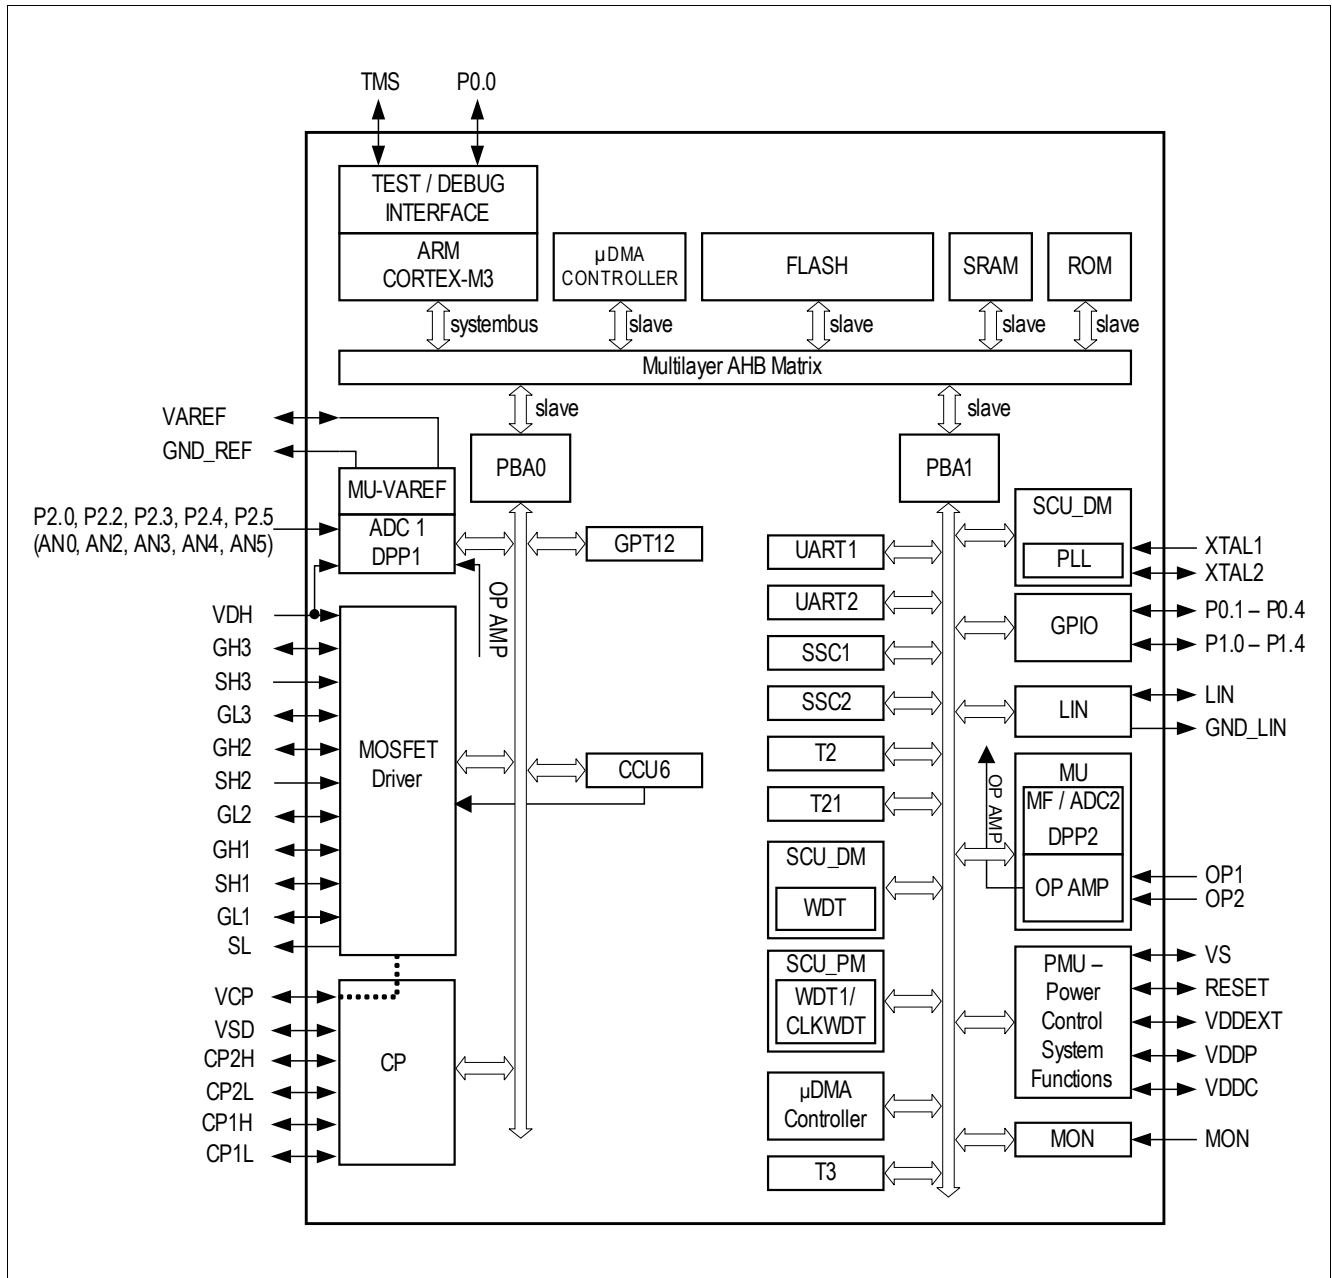 TMS
P0.0
TEST / DEBUG
INTERFACE
ARM
CORTEX-M3
µDMA
CONTROLLER
FLASH
SRAM
ROM
systembus
slave
slave
slave
slave
Multilayer AHB Matrix
slave
slave
VAREF
GND_REF
P2.0, P2.2, P2.3, P2.4, P2.5
(AN0, AN2, AN3, AN4, AN5)
VDH
GH3
SH3
GL3
GH2
SH2
GL2
GH1
SH1
GL1
SL
VCP
VSD
CP2H
CP2L
CP1H
CP1L
MU-VAREF
ADC 1
DPP1
OP AMP
MOSFET
Driver
CP
PBA0
GPT12
CCU6
PBA1
UART1
UART2
SSC1
SSC2
T2
T21
SCU_DM
WDT
SCU_PM
WDT1/
CLKWDT
µDMA
Controller
T3
SCU_DM
PLL
GPIO
LIN
OP AMP
MU
MF / ADC2
DPP2
OP AMP
PMU –
Power
Control
System
Functions
MON
XTAL1
XTAL2
P0.1 – P0.4
P1.0 – P1.4
LIN
GND_LIN
OP1
OP2
VS
RESET
VDDEXT
VDDP
VDDC
MON